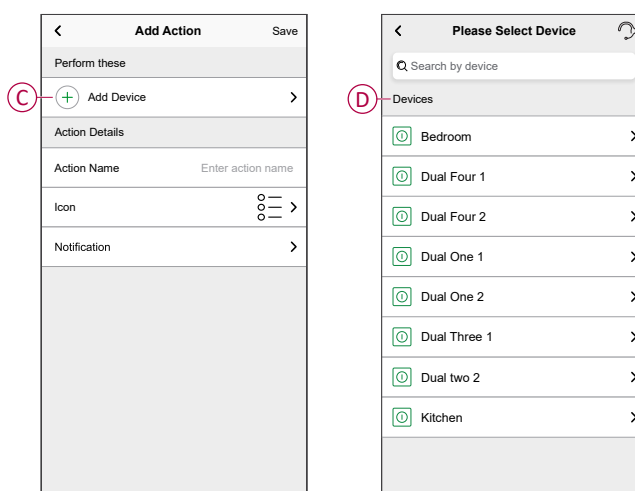 Add Action Save
Perform these
C
Add Device
Action Details
Action Name Enter action name
Icon
Notification
Please Select Device
Search by device
D
Devices
Bedroom
Dual Four 1
Dual Four 2
Dual One 1
Dual One 2
Dual Three 1
Dual two 2
Kitchen